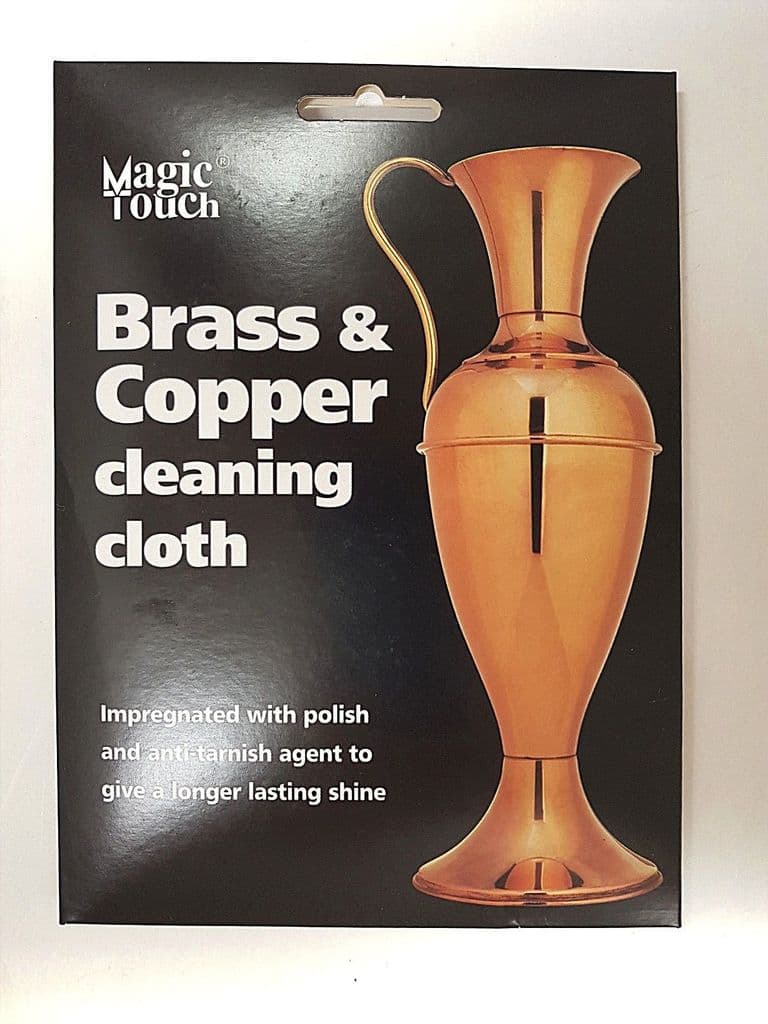 Magic®
Touch
Brass &
Copper
cleaning
cloth
Impregnated with polish
and anti-tarnish agent to
give a longer lasting shine